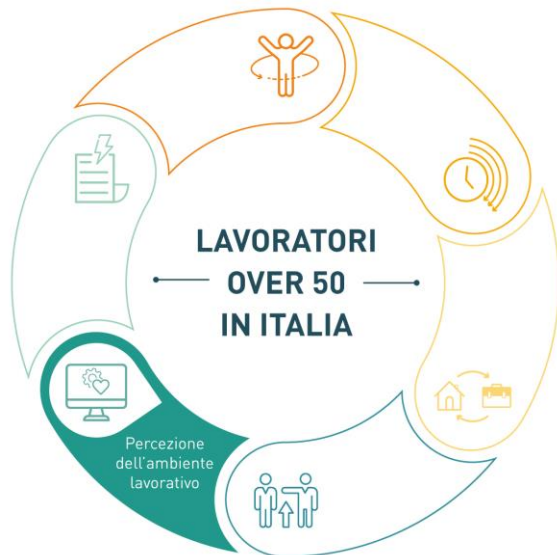 LAVORATORI
OVER 50
IN ITALIA
Percezione
dell'ambiente
lavorativo